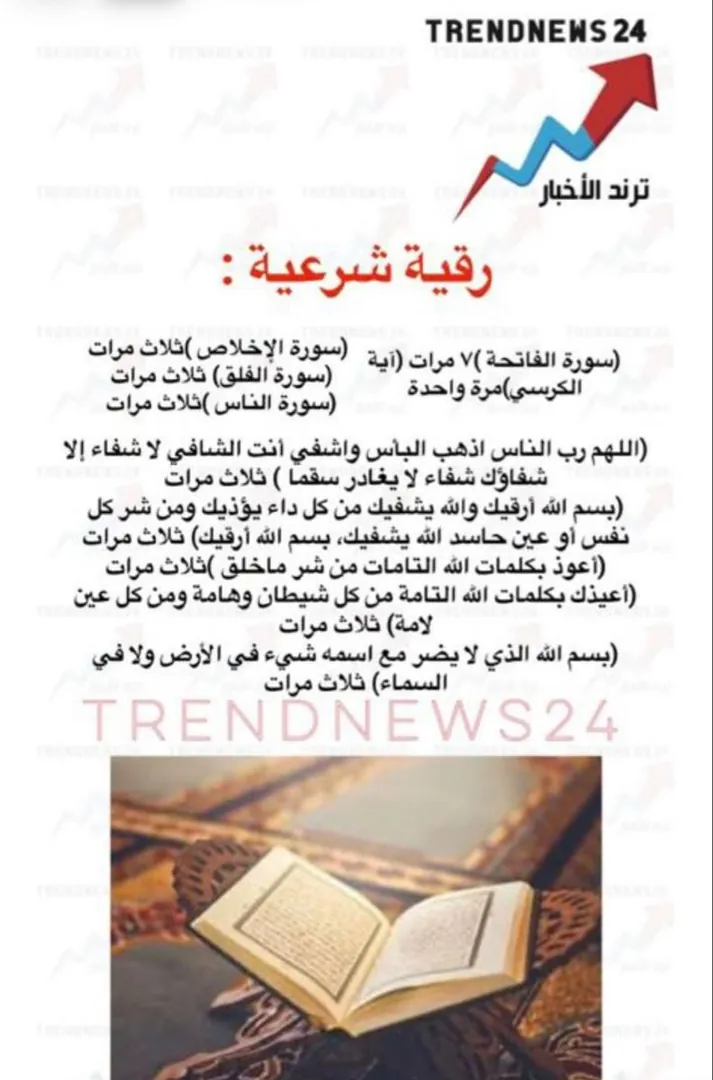 TRENDNEWS 24
ترند الأخبار
رقية شرعية :
(سورة الفاتحة )٧ مرات (آية
الكرسي)مرة واحدة
(سورة الإخلاص )ثلاث مرات
(سورة الفلق) ثلاث مرات
(سورة الناس )ثلاث مرات
(اللهم رب الناس اذهب البأس واشفي أنت الشافي لا شفاء إلا
شفاؤك شفاء لا يغادر سقما ) ثلاث مرات
(بسم الله أرقيك والله يشفيك من كل داء يؤذيك ومن شر كل
نفس أو عين حاسد الله يشفيك، بسم الله أرقيك) ثلاث مرات
(أعوذ بكلمات الله التامات من شر ماخلق )ثلاث مرات
(أعيذك بكلمات الله التامة من كل شيطان وهامة ومن كل عين
لامة) ثلاث مرات
(بسم الله الذي لا يضر مع اسمه شيء في الأرض ولا في
السماء) ثلاث مرات
TRENDNEWS24